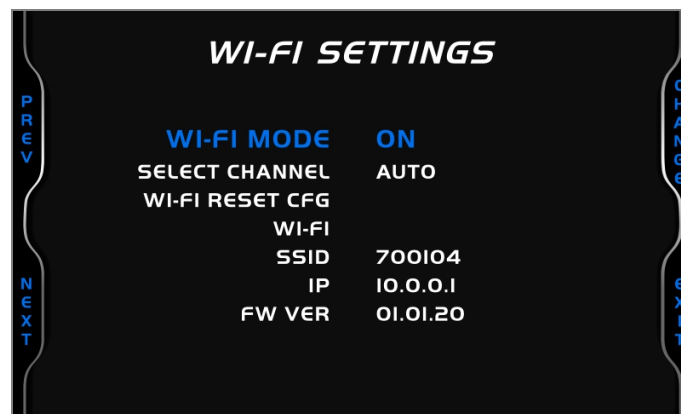 WI-FI SETTINGS
PREV
CHANGE
WI-FI MODE ON
SELECT CHANNEL AUTO
WI-FI RESET CFG
WI-FI
SSID 700104
IP 10.0.0.1
FW VER 01.01.20
NEXT
EXIT